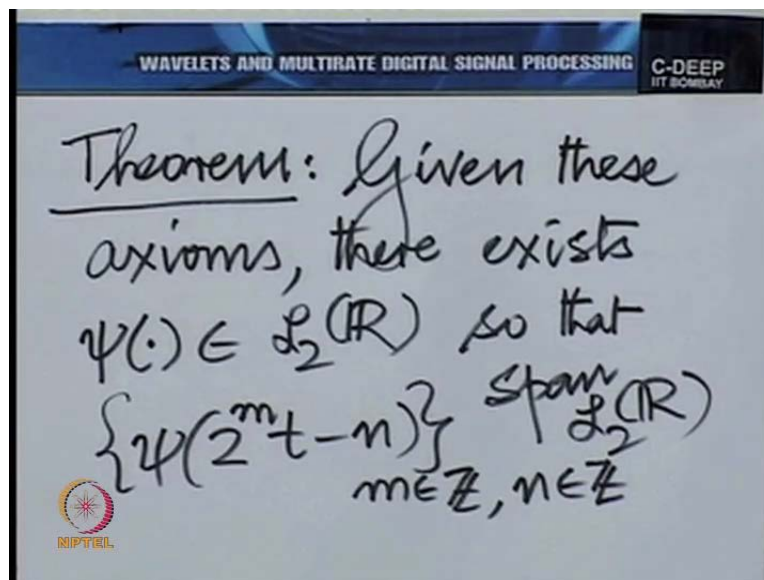 WAVELETS AND MULTIRATE DIGITAL SIGNAL PROCESSING
C-DEEP
IIT BOMBAY
Theorem: Given these
axioms, there exists
ψ(·) ∈ ℒ₂(ℝ) so that
{ψ(2ᵐt − n)} span ℒ₂(ℝ)
m∈ℤ, n∈ℤ
NPTEL